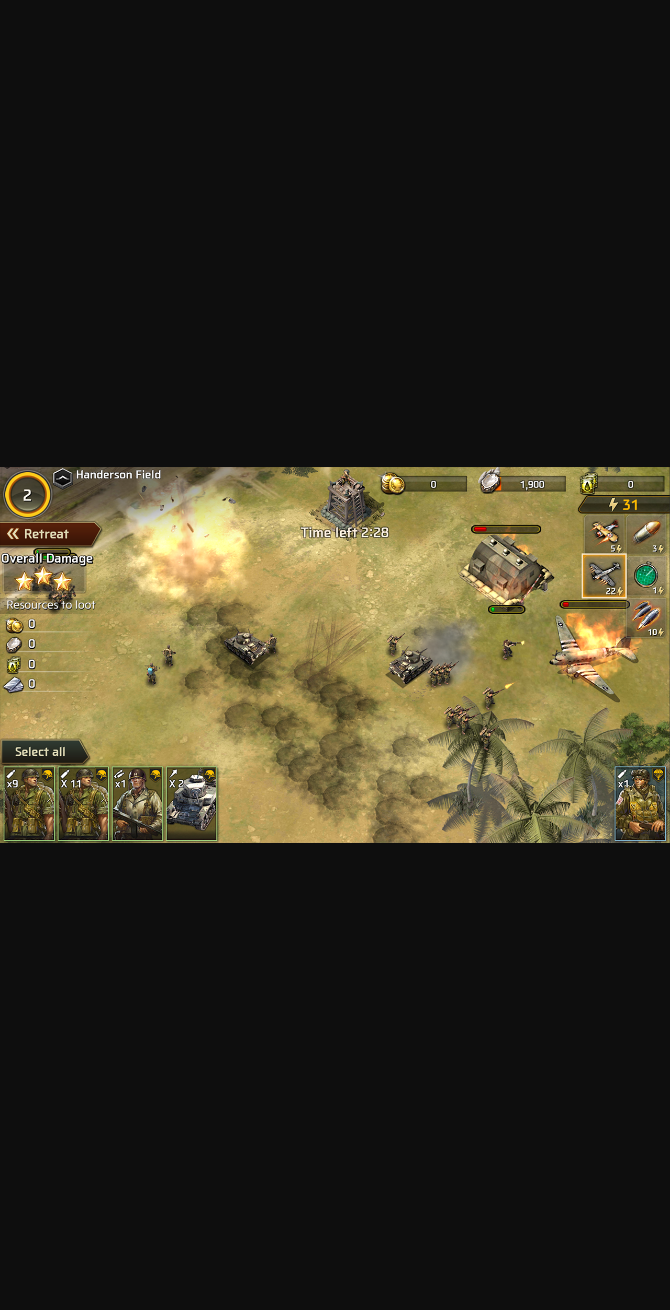 Handerson Field
2
0
1,900
0
31
Retreat
Time left 2:28
5
3
Overall Damage
22
1
Resources to loot
0
10
0
0
0
Select all
x9
X 11
x1
X 2
x1